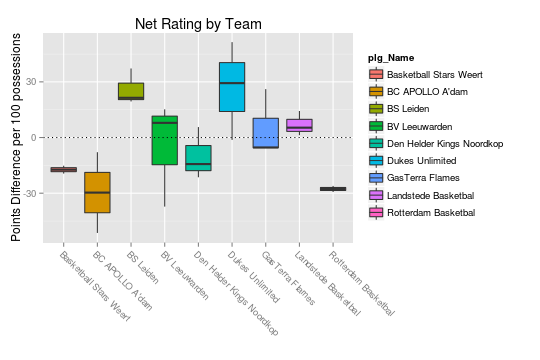 Net Rating by Team
Points Difference per 100 possessions
30
0
-30
Basketball Stars Weert
BC APOLLO A'dam
BS Leiden
BV Leeuwarden
Den Helder Kings Noordkop
Dukes Unlimited
GasTerra Flames
Landstede Basketbal
Rotterdam Basketbal
plg_Name
Basketball Stars Weert
BC APOLLO A'dam
BS Leiden
BV Leeuwarden
Den Helder Kings Noordkop
Dukes Unlimited
GasTerra Flames
Landstede Basketbal
Rotterdam Basketbal